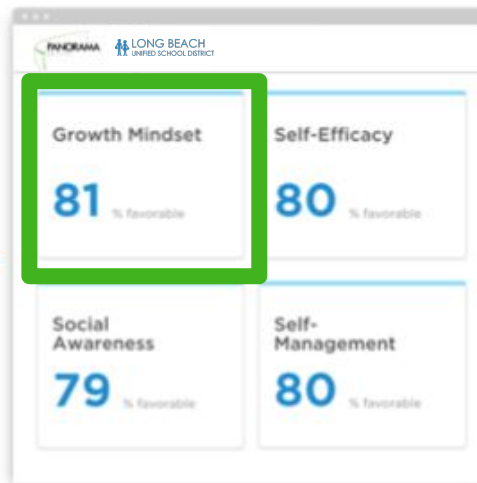 PANORAMA
LONG BEACH
UNIFIED SCHOOL DISTRICT
Growth Mindset
81 % favorable
Self-Efficacy
80 % favorable
Social
Awareness
79 % favorable
Self-
Management
80 % favorable